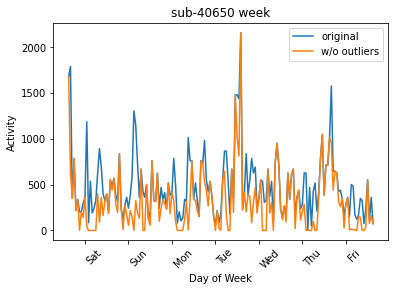 sub-40650 week
original
w/o outliers
Activity
2000
1500
1000
500
0
Sat
Sun
Mon
Tue
Wed
Thu
Fri
Day of Week